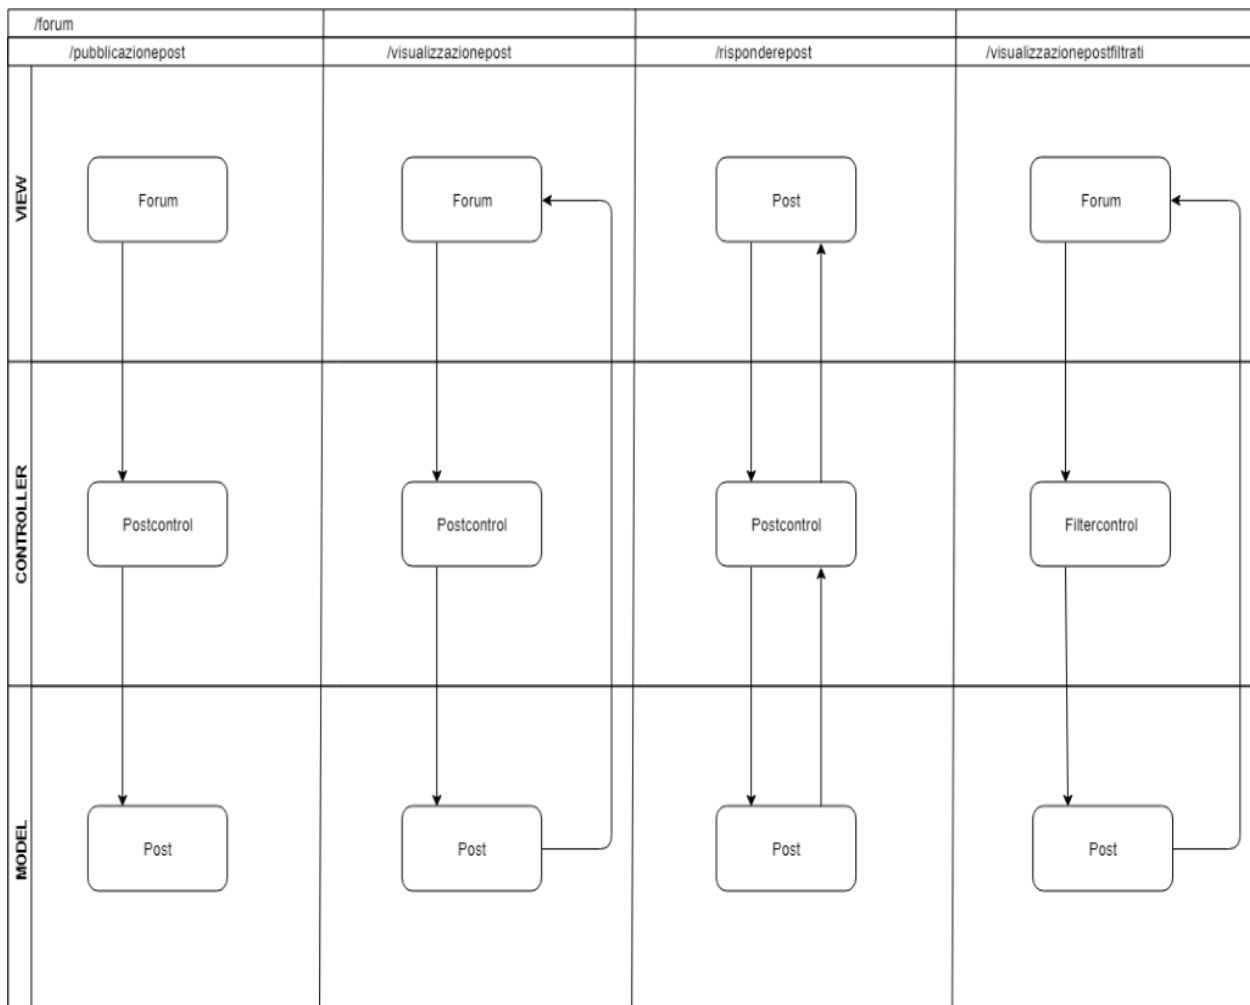 /forum
/pubblicazionepost
/visualizzazionepost
/risponderepost
/visualizzazionepostfiltrati
VIEW
Forum
Forum
Post
Forum
CONTROLLER
Postcontrol
Postcontrol
Postcontrol
Filtercontrol
MODEL
Post
Post
Post
Post